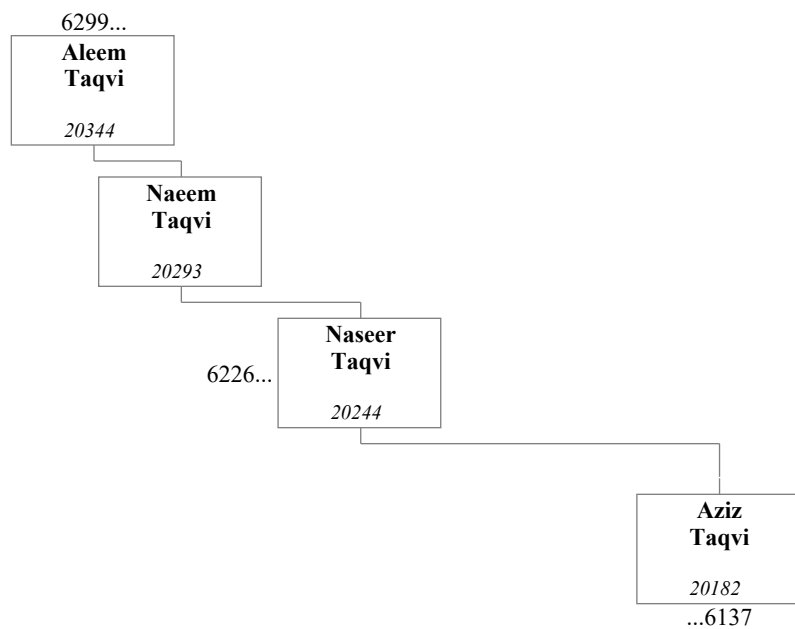 6299...
Aleem
Taqvi
20344
Naeem
Taqvi
20293
Naseer
Taqvi
6226...
20244
Aziz
Taqvi
20182
...6137